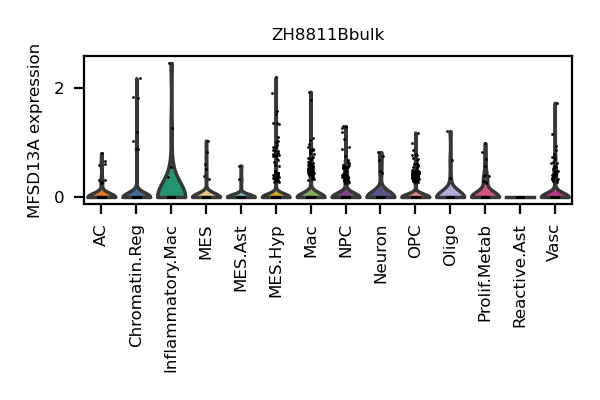 ZH8811Bbulk
MFSD13A expression
2
0
AC
Chromatin.Reg
Inflammatory.Mac
MES
MES.Ast
MES.Hyp
Mac
NPC
Neuron
OPC
Oligo
Prolif.Metab
Reactive.Ast
Vasc